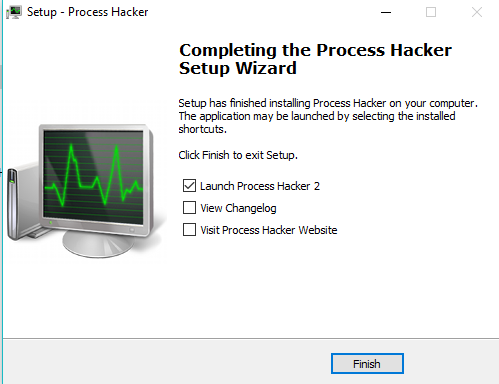 Setup - Process Hacker
Completing the Process Hacker
Setup Wizard
Setup has finished installing Process Hacker on your computer.
The application may be launched by selecting the installed
shortcuts.
Click Finish to exit Setup.
Launch Process Hacker 2
View Changelog
Visit Process Hacker Website
Finish